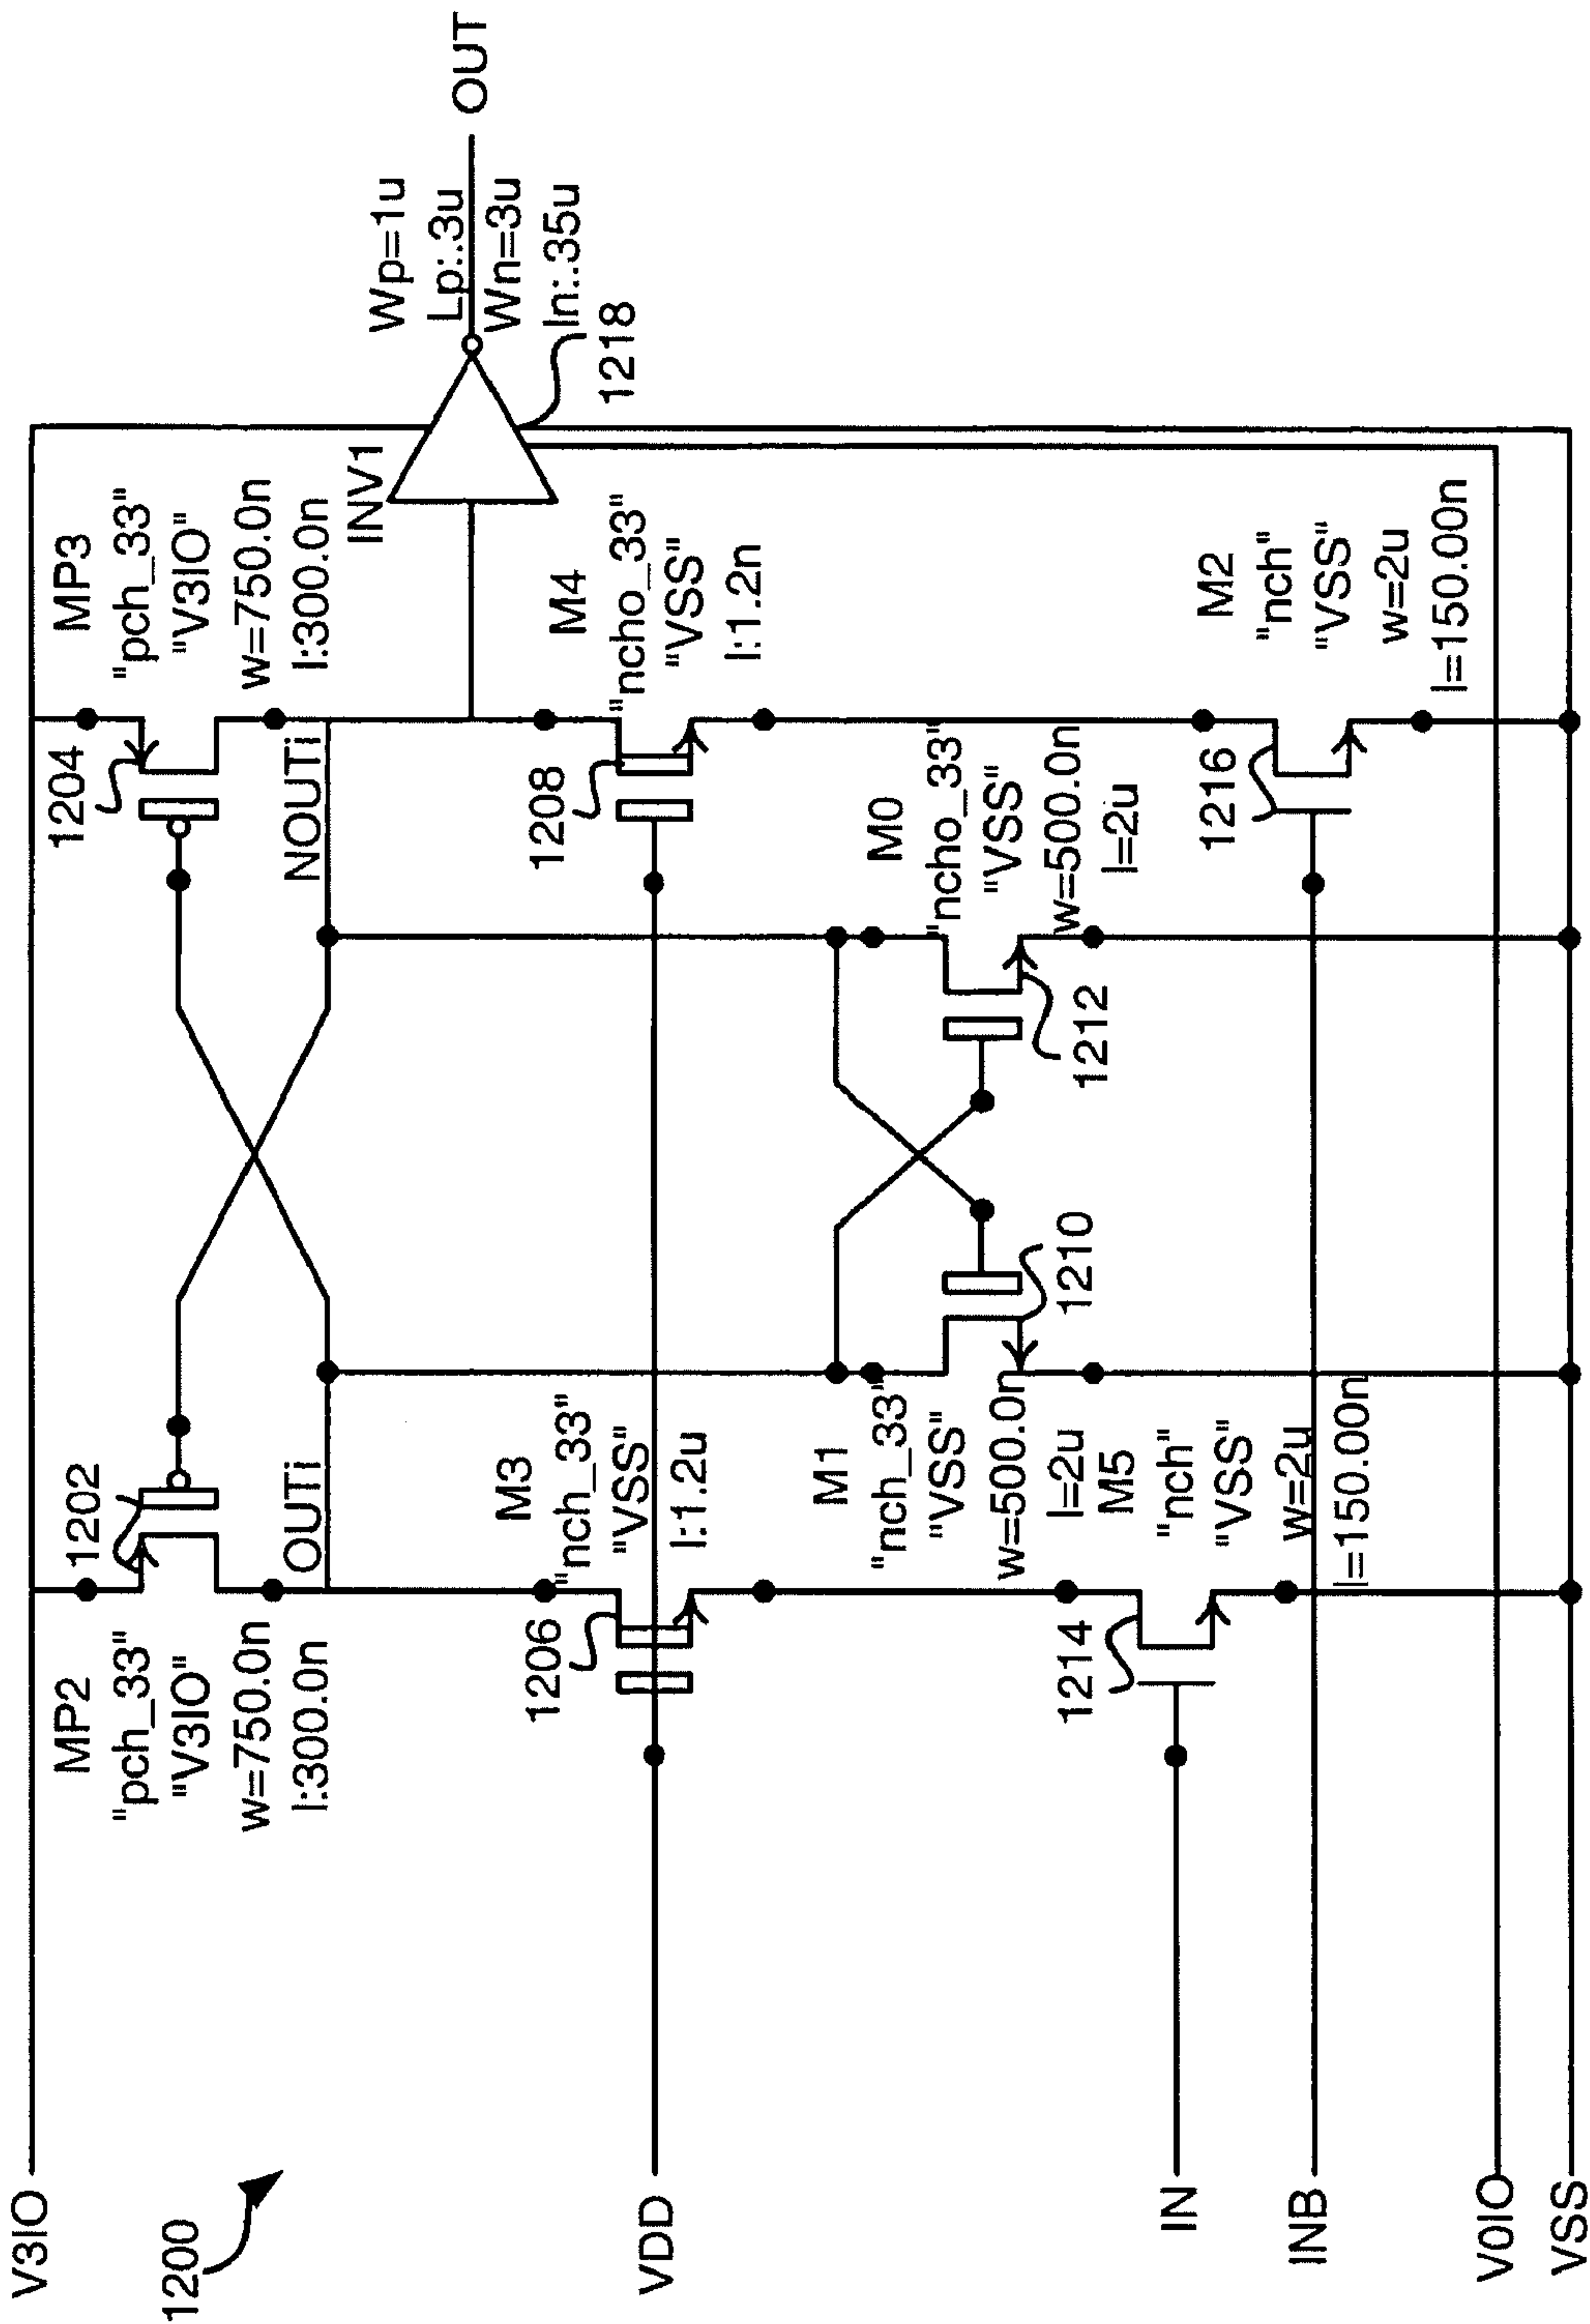 1200
V3IO
VDD
IN
INB
V0IO
VSS
MP2
"pch_33"
"V3IO"
w=750.0n
l:300.0n
1202
OUTi
MP3
"pch_33"
"V3IO"
w=750.0n
l:300.0n
1204
NOUTi
INV1
Wp=1u
Lp:.3u
Wn=3u
ln:.35u
1218
OUT
1206
M3
"nch_33"
"VSS"
l:1.2u
1208
M4
"ncho_33"
"VSS"
l:1.2n
M1
"nch_33"
"VSS"
w=500.0n
l=2u
1210
1212
M0
"ncho_33"
"VSS"
w=500.0n
l=2u
1214
M5
"nch"
"VSS"
w=2u
l=150.00n
1216
M2
"nch"
"VSS"
w=2u
l=150.00n